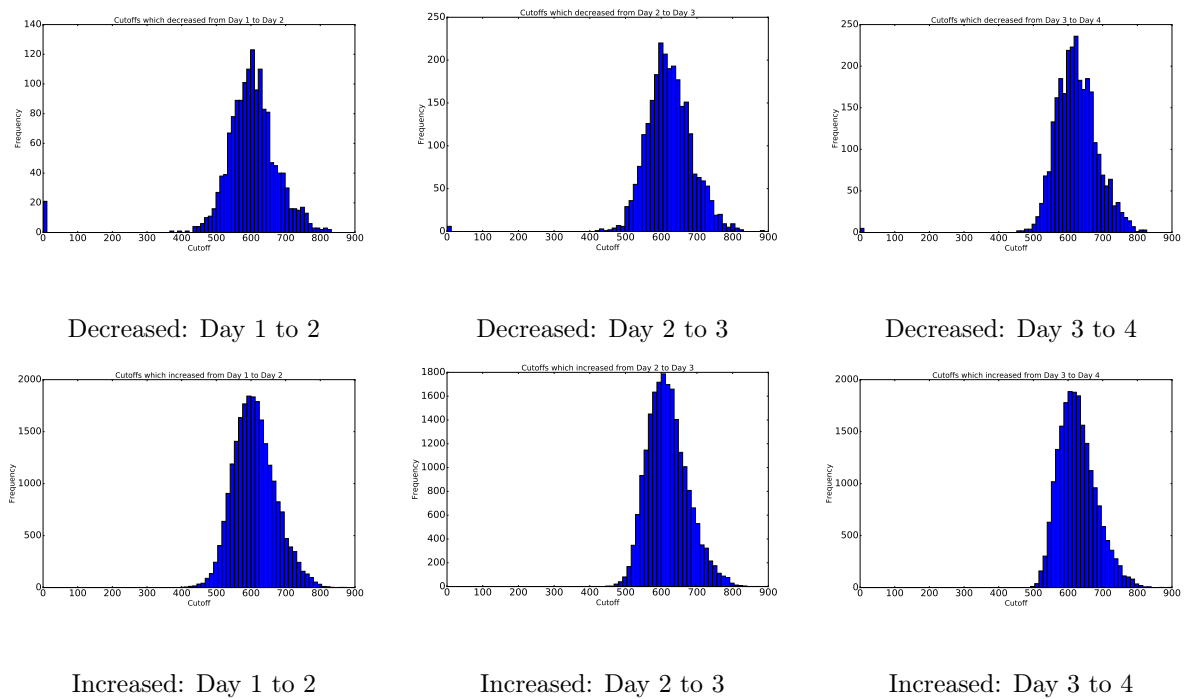 Cutoffs which decreased from Day 1 to Day 2
140
120
100
80
60
40
20
0
Frequency
0 100 200 300 400 500 600 700 800 900
Cutoff
Decreased: Day 1 to 2
Cutoffs which decreased from Day 2 to Day 3
250
200
150
100
50
0
Frequency
0 100 200 300 400 500 600 700 800 900
Cutoff
Decreased: Day 2 to 3
Cutoffs which decreased from Day 3 to Day 4
250
200
150
100
50
0
Frequency
0 100 200 300 400 500 600 700 800 900
Cutoff
Decreased: Day 3 to 4
Cutoffs which increased from Day 1 to Day 2
2000
1500
1000
500
0
Frequency
0 100 200 300 400 500 600 700 800 900
Cutoff
Increased: Day 1 to 2
Cutoffs which increased from Day 2 to Day 3
1800
1600
1400
1200
1000
800
600
400
200
0
Frequency
0 100 200 300 400 500 600 700 800 900
Cutoff
Increased: Day 2 to 3
Cutoffs which increased from Day 3 to Day 4
2000
1500
1000
500
0
Frequency
0 100 200 300 400 500 600 700 800 900
Cutoff
Increased: Day 3 to 4